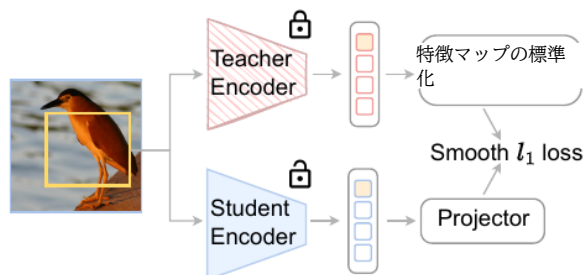 Teacher
Encoder
特徴マップの標準
化
Smooth l₁ loss
Student
Encoder
Projector